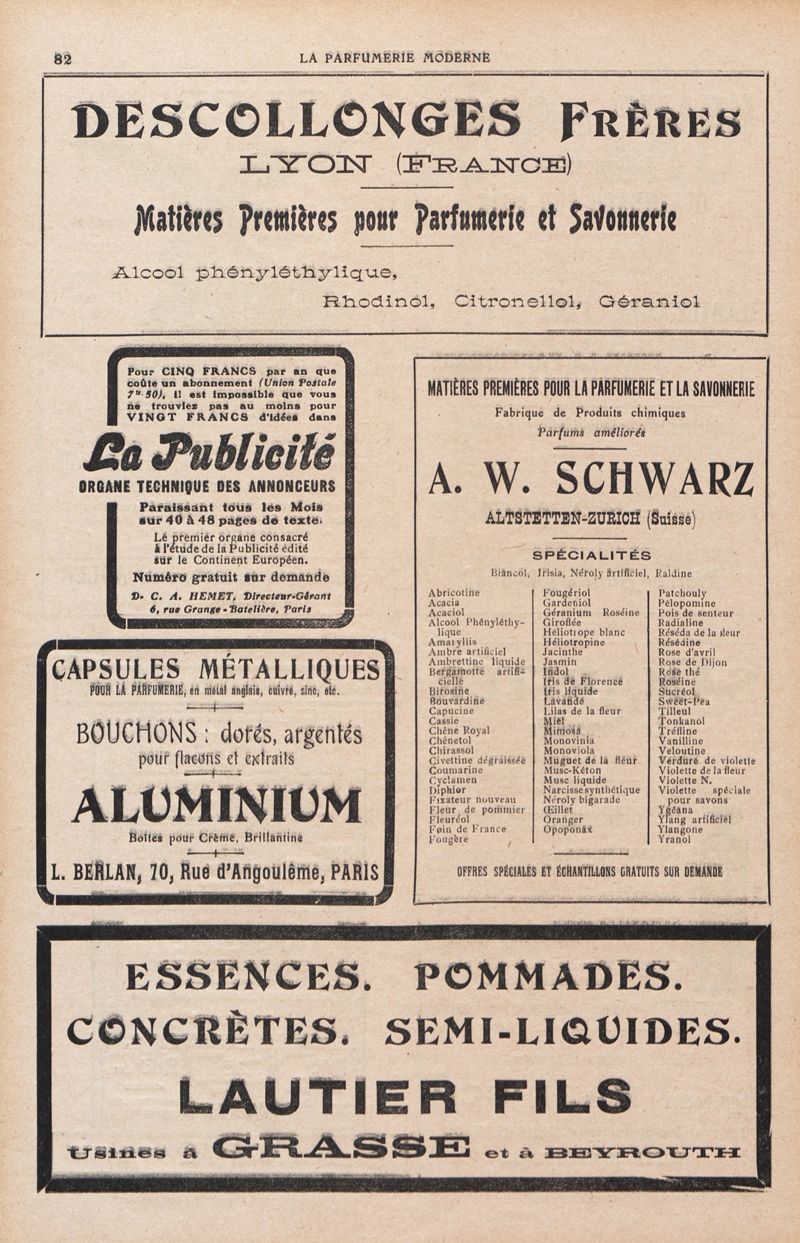 82
LA PARFUMERIE MODERNE
DESCOLLONGES FRÈRES
LYON (FRANCE)
Matières Premières pour Parfumerie et Savonnerie
Alcool phényléthylique,
Rhodinol, Citronellol, Géraniol
Pour CINQ FRANCS par an que
coûte un abonnement (Union Postale
7 fr. 50), il est impossible que vous
ne trouviez pas au moins pour
VINGT FRANCS d'idées dans
La Publicité
ORGANE TECHNIQUE DES ANNONCEURS
Paraissant tous les Mois
sur 40 à 48 pages de texte.
Le premier organe consacré
à l'étude de la Publicité édité
sur le Continent Européen.
Numéro gratuit sur demande
D. C. A. HEMET, Directeur-Gérant
6, rue Grange-Batelière, Paris
CAPSULES MÉTALLIQUES
POUR LA PARFUMERIE, en métal anglais, cuivre, zinc, etc.
BOUCHONS : dorés, argentés
pour flacons et extraits
ALUMINIUM
Boîtes pour Crème, Brillantine
L. BERLAN, 70, Rue d'Angoulême, PARIS
MATIÈRES PREMIÈRES POUR LA PARFUMERIE ET LA SAVONNERIE
Fabrique de Produits chimiques
Parfums améliorés
A. W. SCHWARZ
ALTSTETTEN-ZURICH (Suisse)
SPÉCIALITÉS
Biancol, Irisia, Néroly artificiel, Raldine
Abricotine
Acacia
Acaciol
Alcool Phényléthy-
lique
Amaryllis
Ambre artificiel
Ambrettine liquide
Bergamotte artifi-
cielle
Birosine
Bouvardine
Capucine
Cassie
Chêne Royal
Chénetol
Chirassol
Civettine dégraissée
Coumarine
Cyclamen
Diphior
Fixateur nouveau
Fleur de pommier
Fleuréol
Foin de France
Fougère
Fougériol
Gardeniol
Géranium Roséine
Giroflée
Héliotrope blanc
Héliotropine
Jacinthe
Jasmin
Indol
Iris de Florence
Iris liquide
Lavande
Lilas de la fleur
Miel
Mimosa
Monovinia
Monoviola
Muguet de la fleur
Musc-Kéton
Musc liquide
Narcisse synthétique
Néroly bigarade
Œillet
Oranger
Opoponax
Patchouly
Pélopomine
Pois de senteur
Radialine
Réséda de la fleur
Résédine
Rose d'avril
Rose de Dijon
Rose thé
Roséine
Sucréol
Sweet-Pea
Tilleul
Tonkanol
Tréfline
Vanilline
Veloutine
Verdure de violette
Violette de la fleur
Violette N.
Violette spéciale
pour savons
Ygéana
Ylang artificiel
Ylangone
Yranol
OFFRES SPÉCIALES ET ÉCHANTILLONS GRATUITS SUR DEMANDE
ESSENCES. POMMADES.
CONCRÈTES. SEMI-LIQUIDES.
LAUTIER FILS
Usines à GRASSE et à BEYROUTH